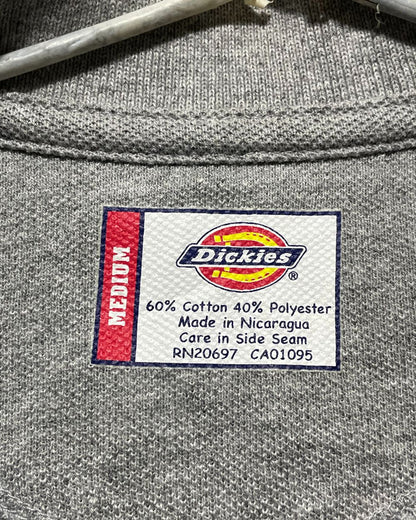 MEDIUM
Dickies
®
60% Cotton 40% Polyester
Made in Nicaragua
Care in Side Seam
RN20697 CA01095